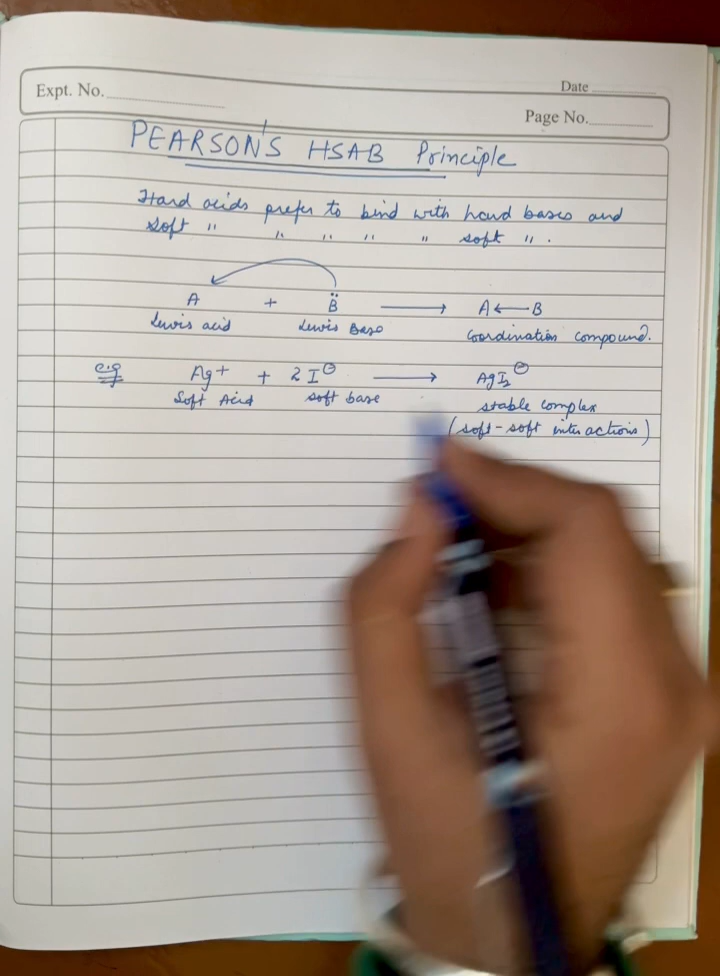 Expt. No.
Date
Page No.
PEARSON'S HSAB Principle
Hard acids prefer to bind with hard bases and
soft " " " " " soft ".
A + B̈ → A ← B
Lewis acid Lewis Base Coordination compound.
e.g Ag+ + 2I⊖ → AgI₂⊖
Soft Acid soft base stable complex
(soft-soft interactions)